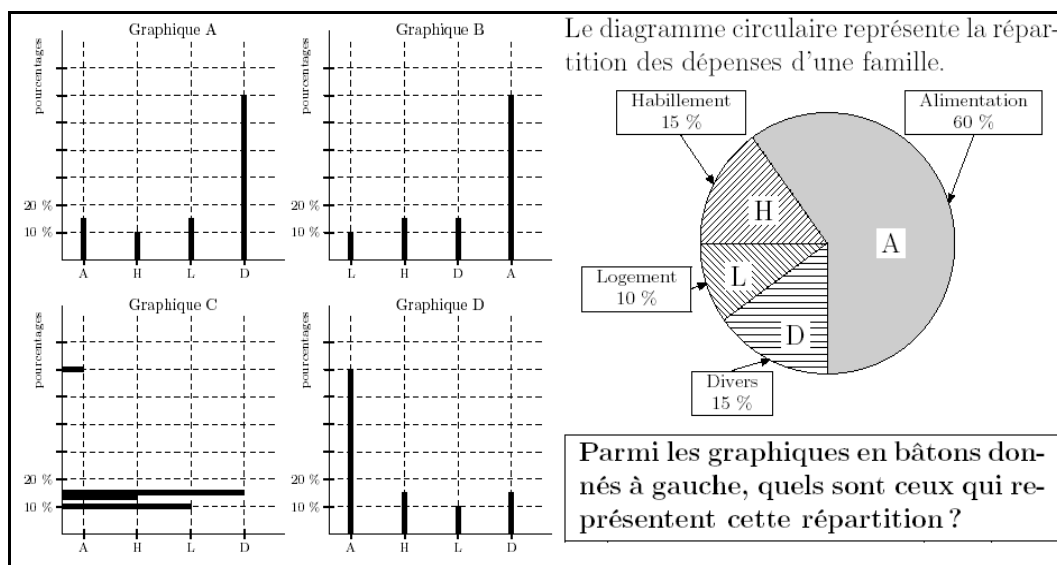 Graphique A
pourcentages
20 %
10 %
A H L D
Graphique B
pourcentages
20 %
10 %
L H D A
Graphique C
pourcentages
20 %
10 %
A H L D
Graphique D
pourcentages
20 %
10 %
A H L D
Le diagramme circulaire représente la répar-
tition des dépenses d'une famille.
Habillement
15 %
Alimentation
60 %
H
A
Logement
10 %
L
D
Divers
15 %
Parmi les graphiques en bâtons don-
nés à gauche, quels sont ceux qui re-
présentent cette répartition ?